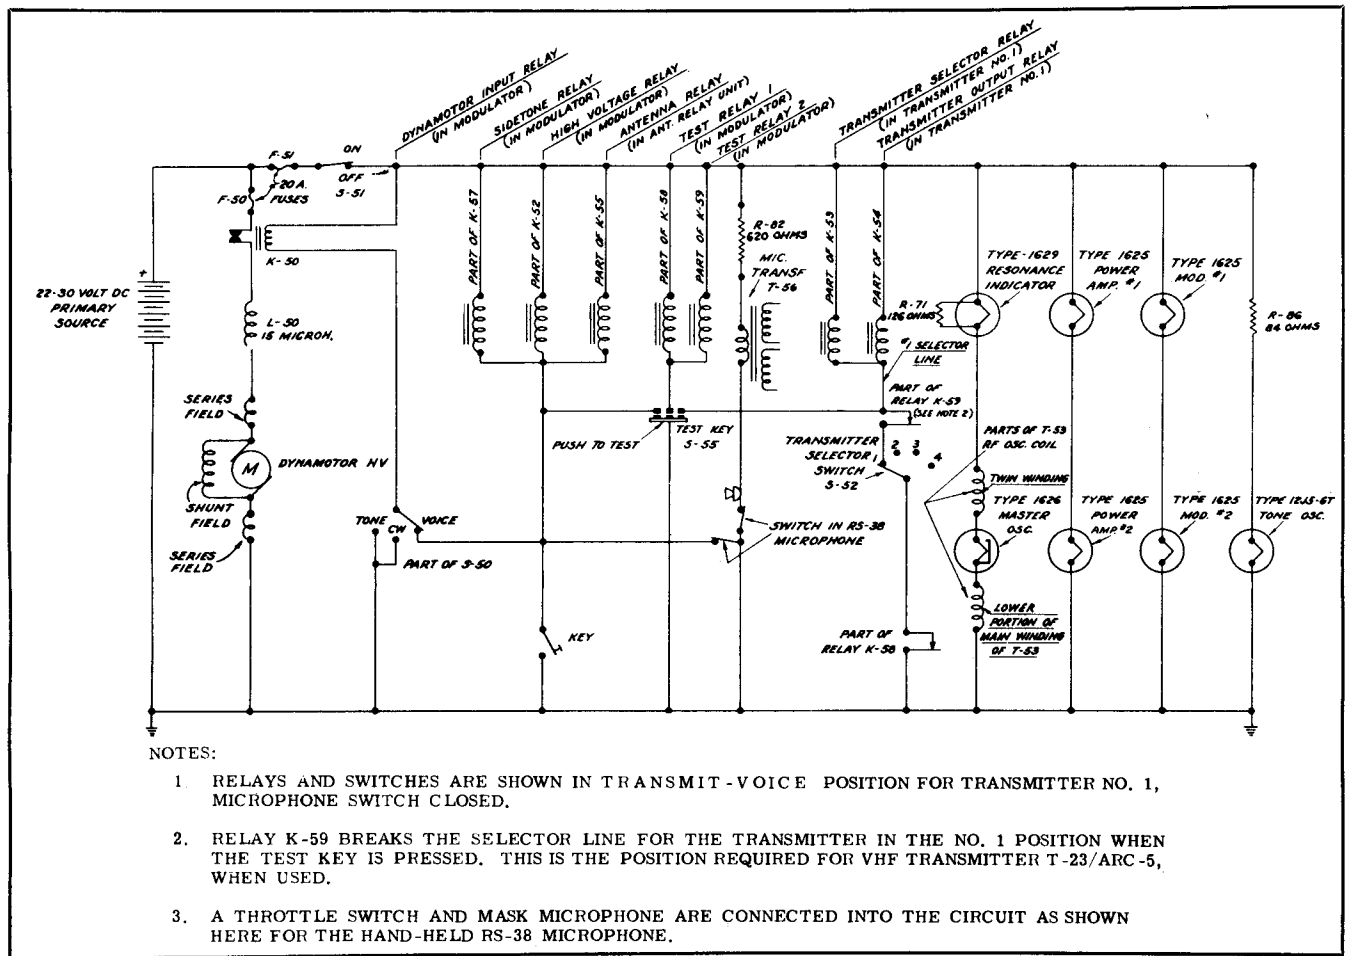 DYNAMOTOR INPUT RELAY
(IN MODULATOR)
SIDETONE RELAY
(IN MODULATOR)
HIGH VOLTAGE RELAY
(IN MODULATOR)
ANTENNA RELAY
(IN ANT. RELAY UNIT)
TEST RELAY 1
(IN MODULATOR)
TEST RELAY 2
(IN MODULATOR)
TRANSMITTER SELECTOR RELAY
(IN TRANSMITTER NO. 1)
TRANSMITTER OUTPUT RELAY
(IN TRANSMITTER NO. 1)
F-51
ON
OFF
S-51
F-50
20 A.
FUSES
K-50
+
22-30 VOLT DC
PRIMARY
SOURCE
L-50
15 MICROH.
SERIES
FIELD
M
DYNAMOTOR HV
SHUNT
FIELD
SERIES
FIELD
PART OF K-57
PART OF K-52
PART OF K-55
PART OF K-58
PART OF K-59
R-82
620 OHMS
MIC.
TRANSF
T-56
PART OF K-53
PART OF K-54
R-71
126 OHMS
#1 SELECTOR
LINE
TYPE-1629
RESONANCE
INDICATOR
TYPE 1625
POWER
AMP. #1
TYPE 1625
MOD. #1
R-86
84 OHMS
PART OF
RELAY K-59
(SEE NOTE 2)
PUSH TO TEST
TEST KEY
S-55
TRANSMITTER
SELECTOR
SWITCH
S-52
1
2
3
4
PARTS OF T-53
RF OSC. COIL
TWIN WINDING
TYPE 1626
MASTER
OSC.
TYPE 1625
POWER
AMP. #2
TYPE 1625
MOD. #2
TYPE 12J5-GT
TONE OSC.
TONE
CW
VOICE
PART OF S-50
SWITCH IN RS-38
MICROPHONE
KEY
PART OF
RELAY K-58
LOWER
PORTION OF
MAIN WINDING
OF T-53
NOTES:
1. RELAYS AND SWITCHES ARE SHOWN IN TRANSMIT-VOICE POSITION FOR TRANSMITTER NO. 1,
MICROPHONE SWITCH CLOSED.
2. RELAY K-59 BREAKS THE SELECTOR LINE FOR THE TRANSMITTER IN THE NO. 1 POSITION WHEN
THE TEST KEY IS PRESSED. THIS IS THE POSITION REQUIRED FOR VHF TRANSMITTER T-23/ARC-5,
WHEN USED.
3. A THROTTLE SWITCH AND MASK MICROPHONE ARE CONNECTED INTO THE CIRCUIT AS SHOWN
HERE FOR THE HAND-HELD RS-38 MICROPHONE.